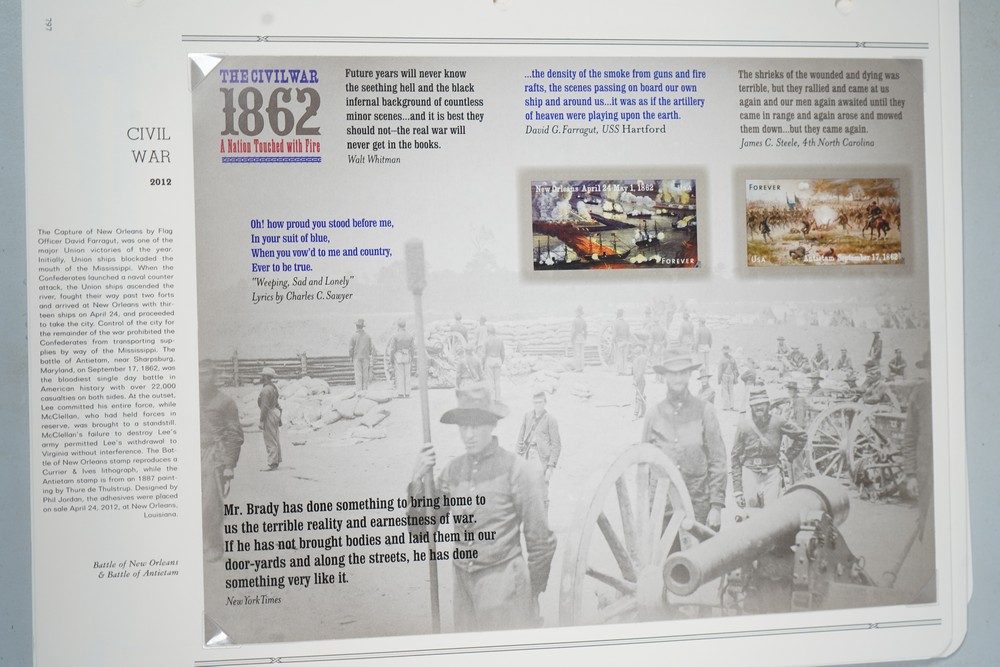 797
CIVIL
WAR
2012
The Capture of New Orleans by Flag
Officer David Farragut, was one of the
major Union victories of the year.
Initially, Union ships blockaded the
mouth of the Mississippi. When the
Confederates launched a naval counter
attack, the Union ships ascended the
river, fought their way past two forts
and arrived at New Orleans with thir-
teen ships on April 24, and proceeded
to take the city. Control of the city for
the remainder of the war prohibited the
Confederates from transporting sup-
plies by way of the Mississippi. The
battle of Antietam, near Sharpsburg,
Maryland, on September 17, 1862, was
the bloodiest single day battle in
American history with over 22,000
casualties on both sides. At the outset,
Lee committed his entire force, while
McClellan, who had held forces in
reserve, was brought to a standstill.
McClellan's failure to destroy Lee's
army permitted Lee's withdrawal to
Virginia without interference. The Bat-
tle of New Orleans stamp reproduces a
Currier & Ives lithograph, while the
Antietam stamp is from an 1887 paint-
ing by Thure de Thulstrup. Designed by
Phil Jordan, the adhesives were placed
on sale April 24, 2012, at New Orleans,
Louisiana.
Battle of New Orleans
& Battle of Antietam
THE CIVIL WAR
1862
A Nation Touched with Fire
Future years will never know
the seething hell and the black
infernal background of countless
minor scenes...and it is best they
should not–the real war will
never get in the books.
Walt Whitman
...the density of the smoke from guns and fire
rafts, the scenes passing on board our own
ship and around us...it was as if the artillery
of heaven were playing upon the earth.
David G. Farragut, USS Hartford
The shrieks of the wounded and dying was
terrible, but they rallied and came at us
again and our men again awaited until they
came in range and again arose and mowed
them down...but they came again.
James C. Steele, 4th North Carolina
New Orleans April 24-May 1, 1862
USA
FOREVER
FOREVER
USA
Antietam September 17, 1862
Oh! how proud you stood before me,
In your suit of blue,
When you vow'd to me and country,
Ever to be true.
"Weeping, Sad and Lonely"
Lyrics by Charles C. Sawyer
Mr. Brady has done something to bring home to
us the terrible reality and earnestness of war.
If he has not brought bodies and laid them in our
door-yards and along the streets, he has done
something very like it.
New York Times